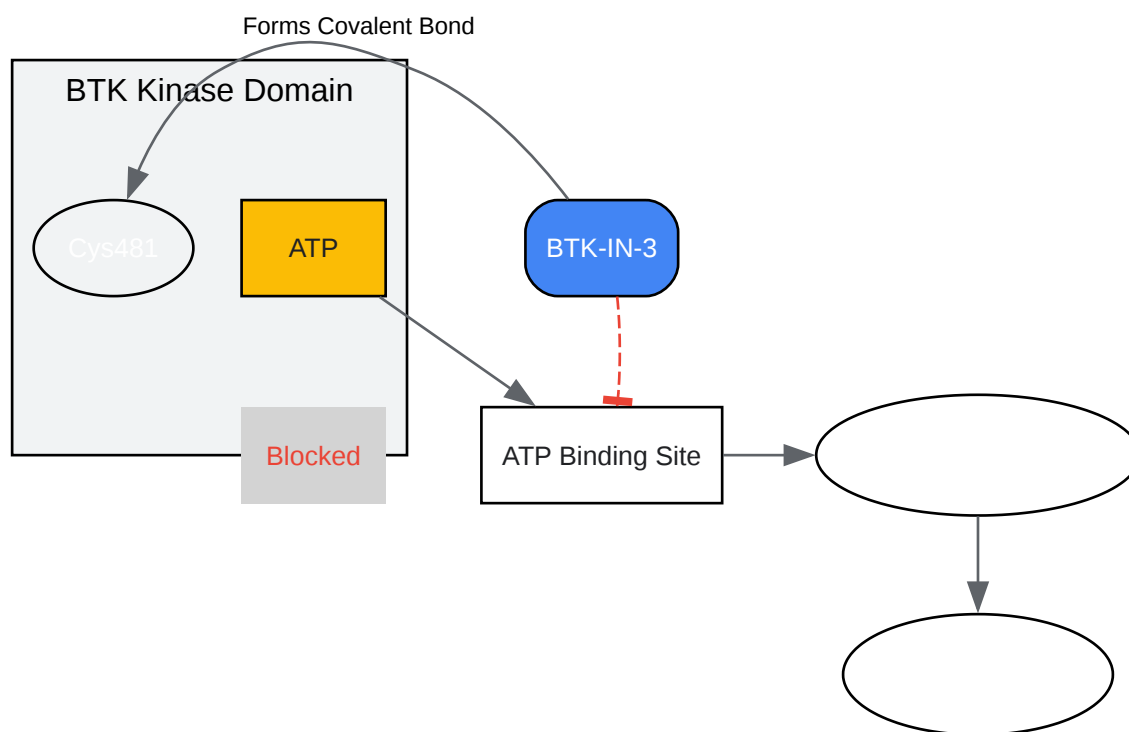 Forms Covalent Bond
BTK Kinase Domain
Cys481
ATP
BTK-IN-3
Blocked
ATP Binding Site